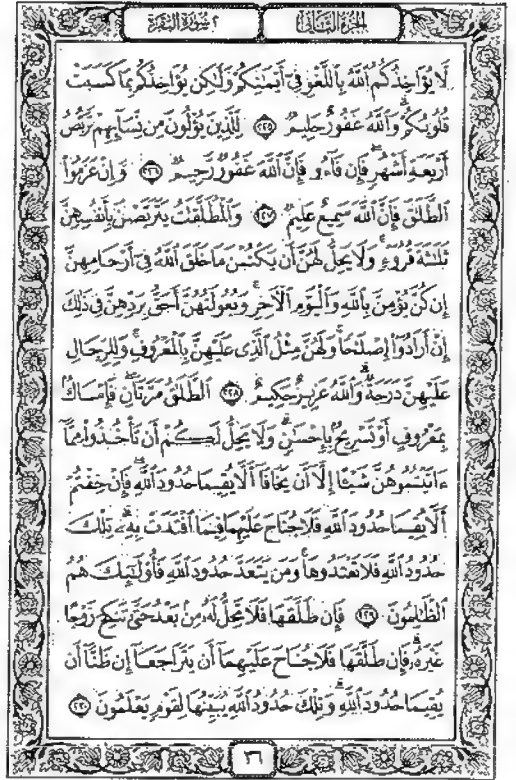 الجزء الثانى
٢ سورة البقرة
لَّا يُؤَاخِذُكُمُ ٱللَّهُ بِٱللَّغْوِ فِىٓ أَيْمَٰنِكُمْ وَلَٰكِن يُؤَاخِذُكُم بِمَا كَسَبَتْ
قُلُوبُكُمْ ۗ وَٱللَّهُ غَفُورٌ حَلِيمٌ ﴿٢٢٥﴾ لِّلَّذِينَ يُؤْلُونَ مِن نِّسَآئِهِمْ تَرَبُّصُ
أَرْبَعَةِ أَشْهُرٍ ۖ فَإِن فَآءُو فَإِنَّ ٱللَّهَ غَفُورٌ رَّحِيمٌ ﴿٢٢٦﴾ وَإِنْ عَزَمُوا۟
ٱلطَّلَٰقَ فَإِنَّ ٱللَّهَ سَمِيعٌ عَلِيمٌ ﴿٢٢٧﴾ وَٱلْمُطَلَّقَٰتُ يَتَرَبَّصْنَ بِأَنفُسِهِنَّ
ثَلَٰثَةَ قُرُوٓءٍ ۚ وَلَا يَحِلُّ لَهُنَّ أَن يَكْتُمْنَ مَا خَلَقَ ٱللَّهُ فِىٓ أَرْحَامِهِنَّ
إِن كُنَّ يُؤْمِنَّ بِٱللَّهِ وَٱلْيَوْمِ ٱلْءَاخِرِ ۚ وَبُعُولَتُهُنَّ أَحَقُّ بِرَدِّهِنَّ فِى ذَٰلِكَ
إِنْ أَرَادُوٓا۟ إِصْلَٰحًا ۚ وَلَهُنَّ مِثْلُ ٱلَّذِى عَلَيْهِنَّ بِٱلْمَعْرُوفِ ۚ وَلِلرِّجَالِ
عَلَيْهِنَّ دَرَجَةٌ ۗ وَٱللَّهُ عَزِيزٌ حَكِيمٌ ﴿٢٢٨﴾ ٱلطَّلَٰقُ مَرَّتَانِ ۖ فَإِمْسَاكٌۢ
بِمَعْرُوفٍ أَوْ تَسْرِيحٌۢ بِإِحْسَٰنٍ ۗ وَلَا يَحِلُّ لَكُمْ أَن تَأْخُذُوا۟ مِمَّآ
ءَاتَيْتُمُوهُنَّ شَيْـًٔا إِلَّآ أَن يَخَافَآ أَلَّا يُقِيمَا حُدُودَ ٱللَّهِ ۖ فَإِنْ خِفْتُمْ
أَلَّا يُقِيمَا حُدُودَ ٱللَّهِ فَلَا جُنَاحَ عَلَيْهِمَا فِيمَا ٱفْتَدَتْ بِهِۦ ۗ تِلْكَ
حُدُودُ ٱللَّهِ فَلَا تَعْتَدُوهَا ۚ وَمَن يَتَعَدَّ حُدُودَ ٱللَّهِ فَأُو۟لَٰٓئِكَ هُمُ
ٱلظَّٰلِمُونَ ﴿٢٢٩﴾ فَإِن طَلَّقَهَا فَلَا تَحِلُّ لَهُۥ مِنۢ بَعْدُ حَتَّىٰ تَنكِحَ زَوْجًا
غَيْرَهُۥ ۗ فَإِن طَلَّقَهَا فَلَا جُنَاحَ عَلَيْهِمَآ أَن يَتَرَاجَعَآ إِن ظَنَّآ أَن
يُقِيمَا حُدُودَ ٱللَّهِ ۗ وَتِلْكَ حُدُودُ ٱللَّهِ يُبَيِّنُهَا لِقَوْمٍ يَعْلَمُونَ ﴿٢٣٠﴾
٣٦